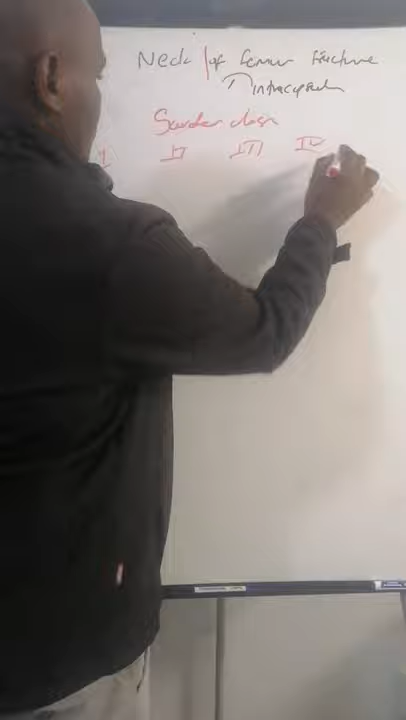 Neck of femur fracture
intracapsular
Garden class
I II III IV